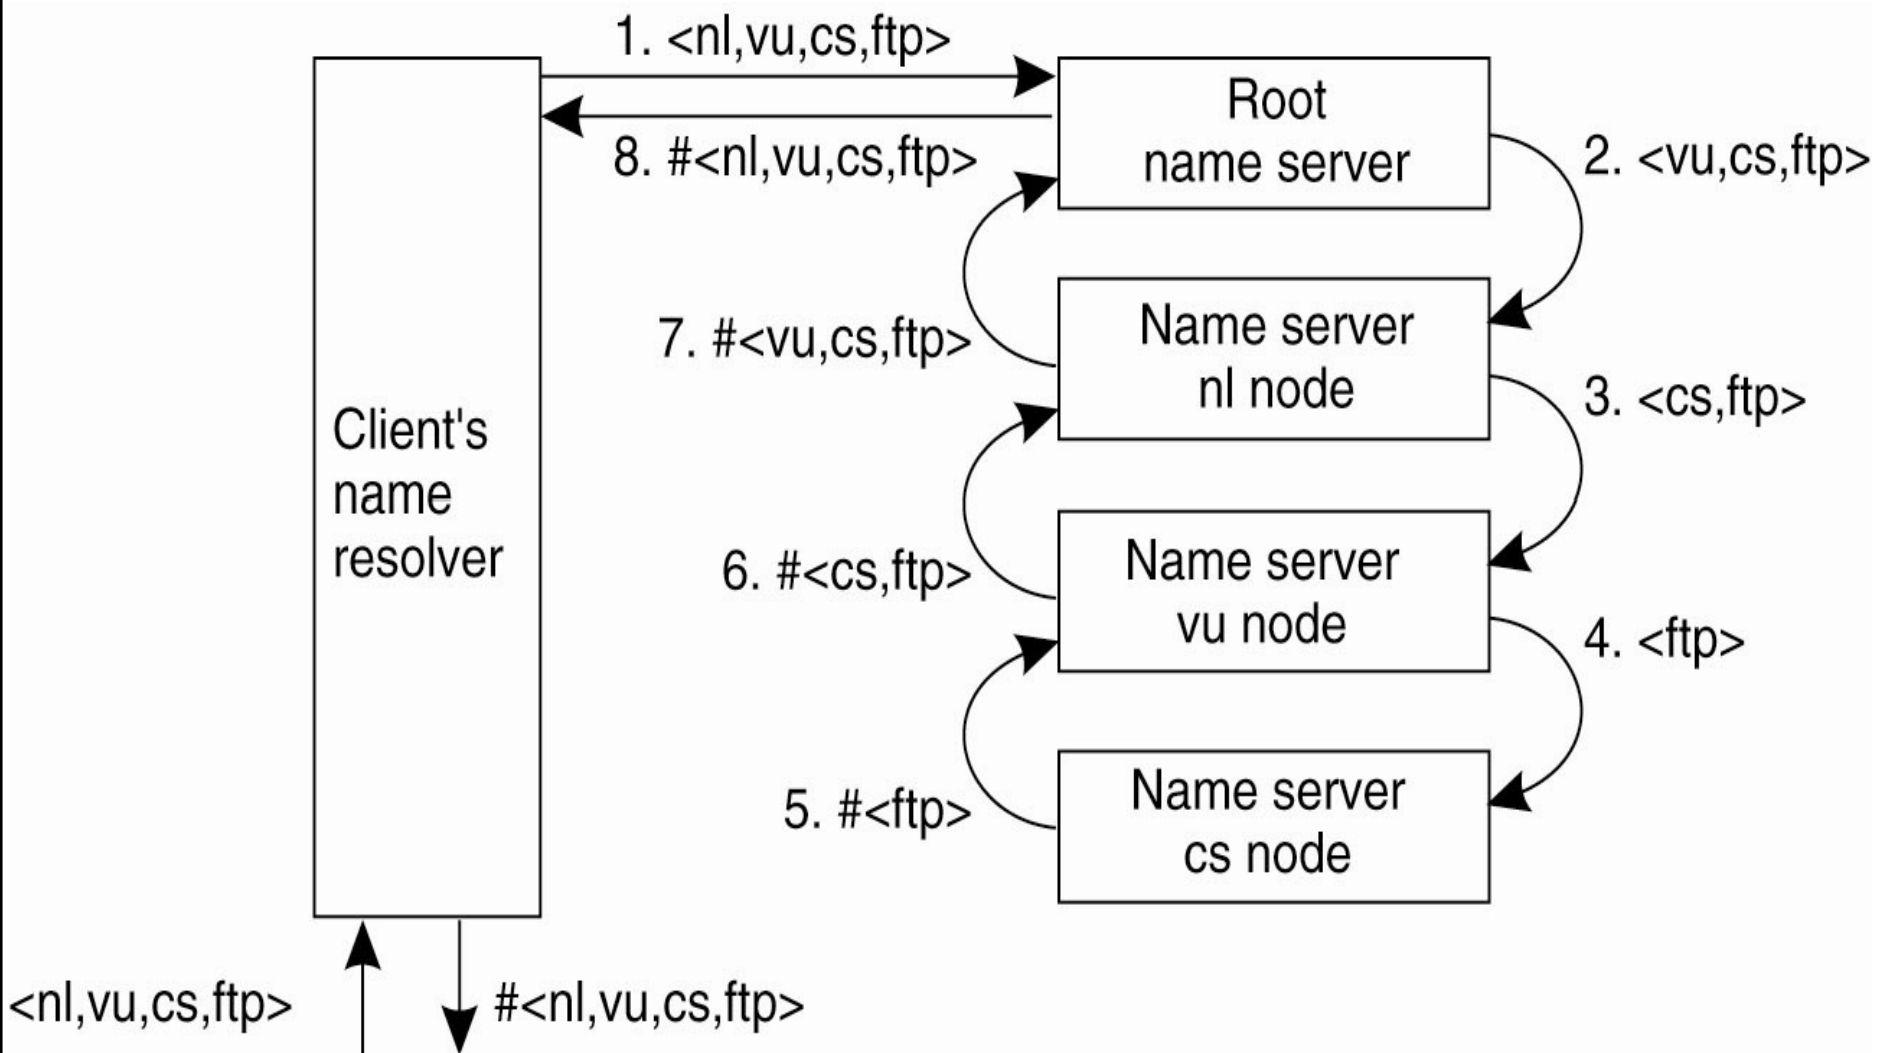 1. <nl,vu,cs,ftp>
Root
name server
8. #<nl,vu,cs,ftp>
2. <vu,cs,ftp>
Name server
nl node
7. #<vu,cs,ftp>
3. <cs,ftp>
Client's
name
resolver
Name server
vu node
6. #<cs,ftp>
4. <ftp>
Name server
cs node
5. #<ftp>
<nl,vu,cs,ftp>
#<nl,vu,cs,ftp>